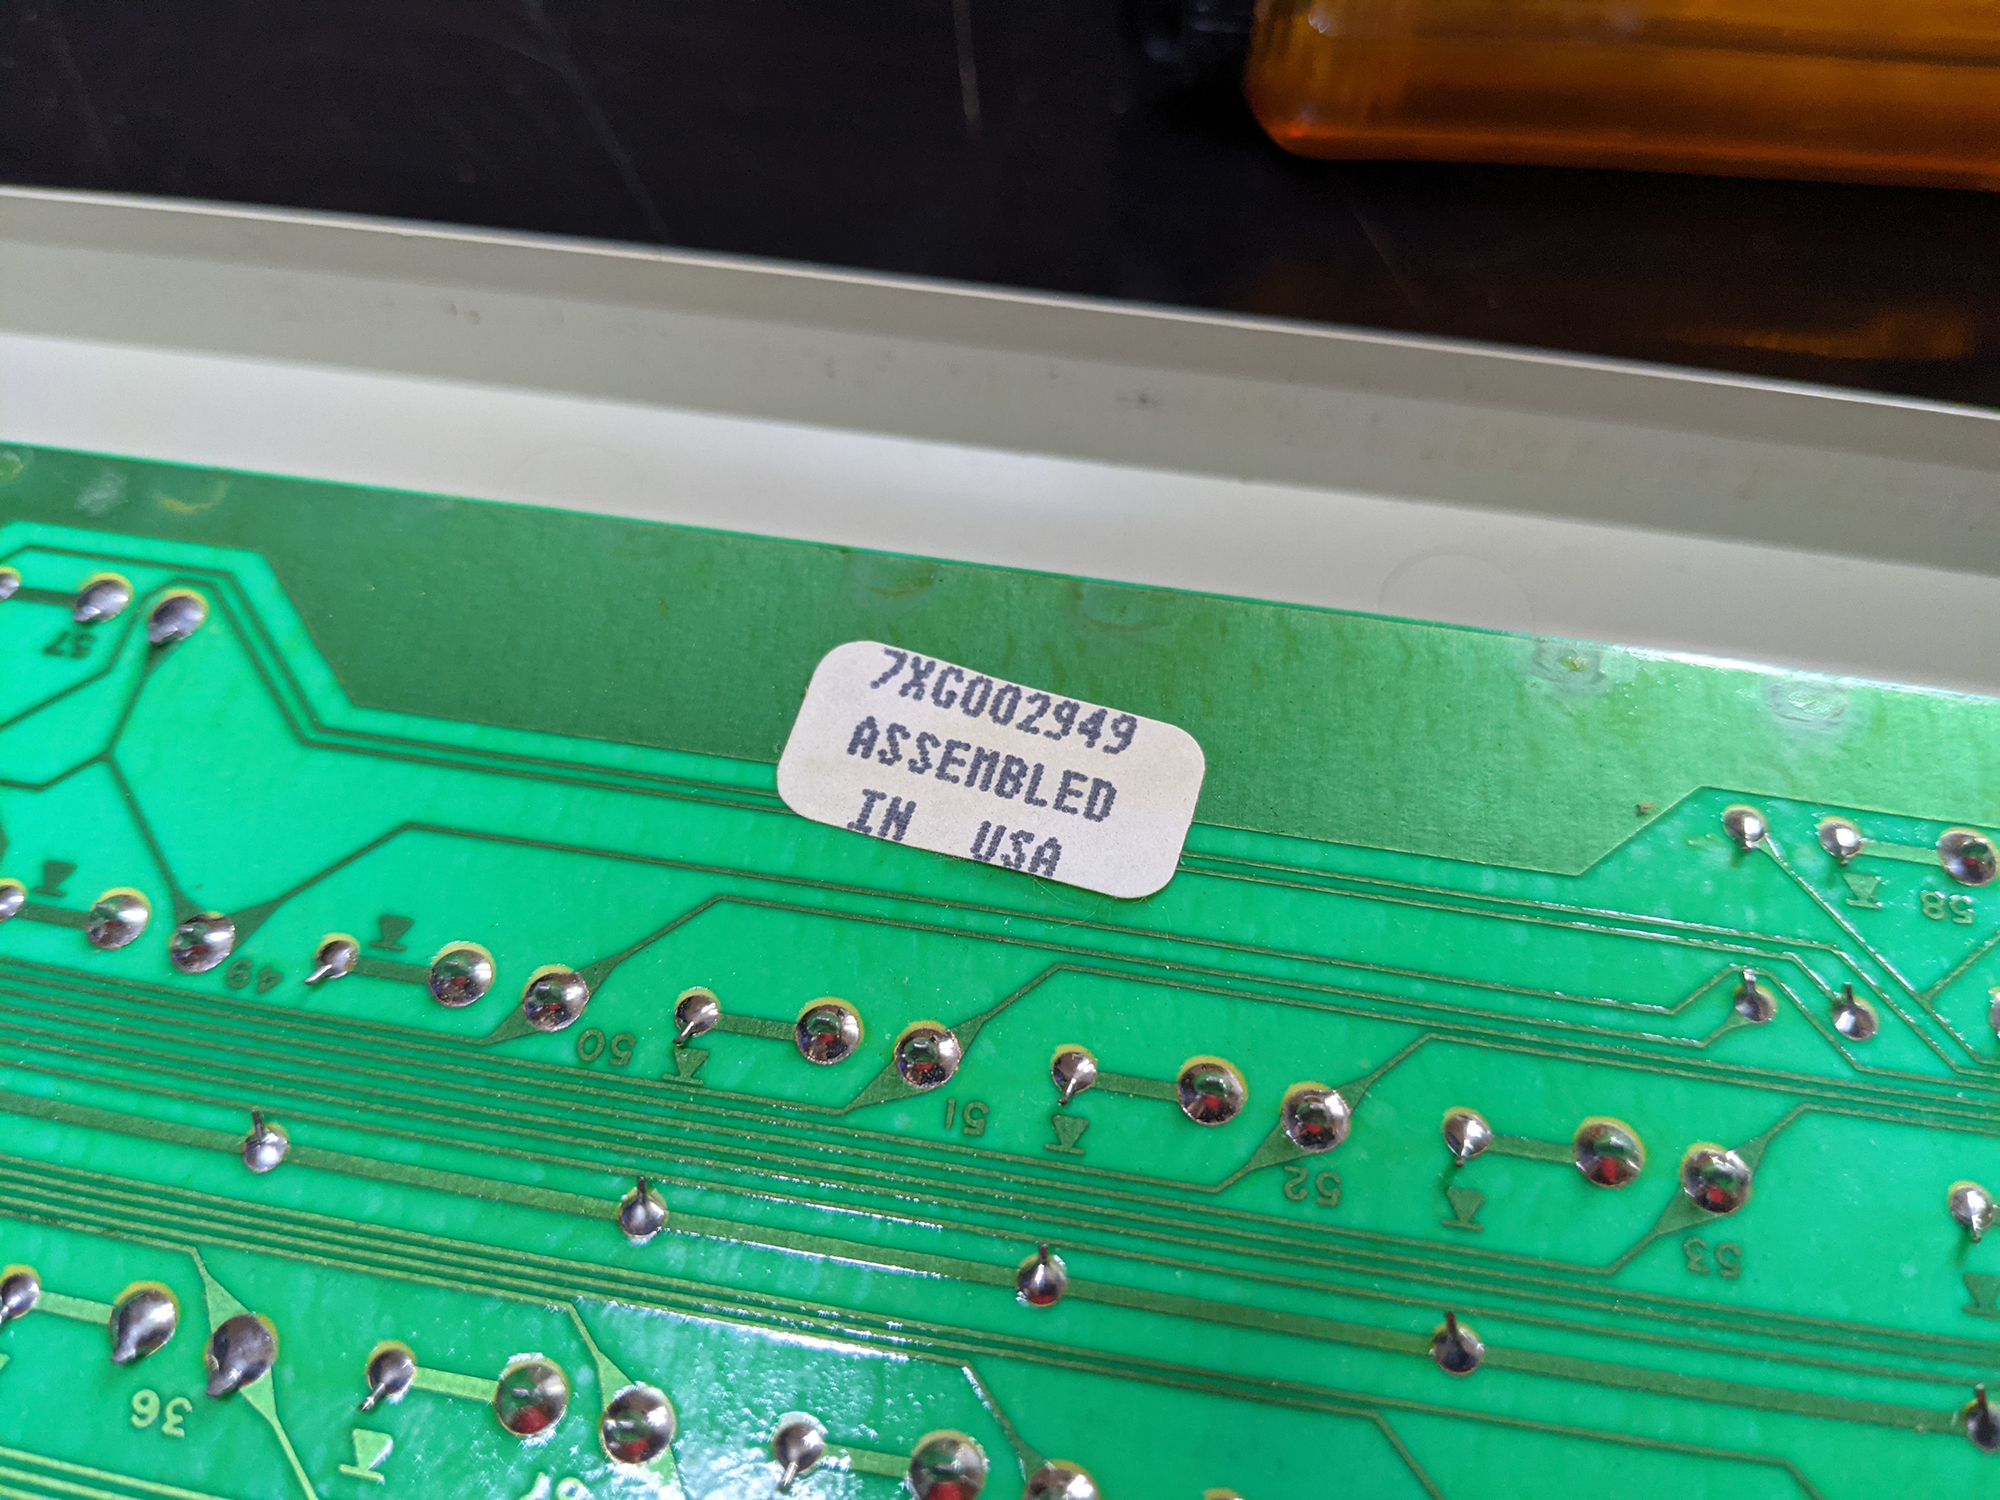 7XG002949
ASSEMBLED
IN USA
37
58
49
50
51
52
53
36